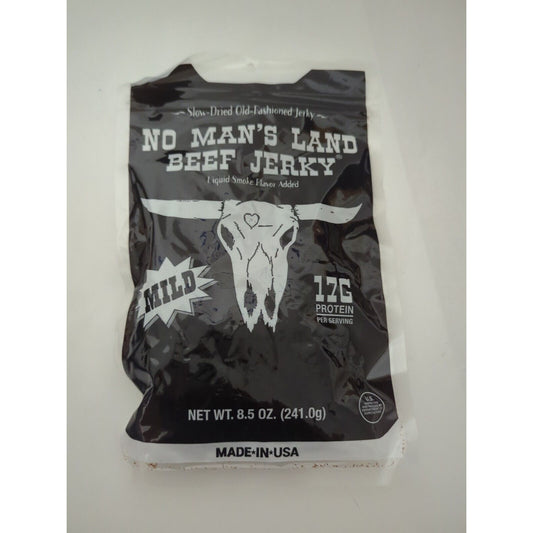 Slow-Dried Old-Fashioned Jerky
NO MAN'S LAND
BEEF JERKY®
Liquid Smoke Flavor Added
MILD
17G
PROTEIN
PER SERVING
U.S.
NET WT. 8.5 OZ. (241.0g)
MADE★IN★USA